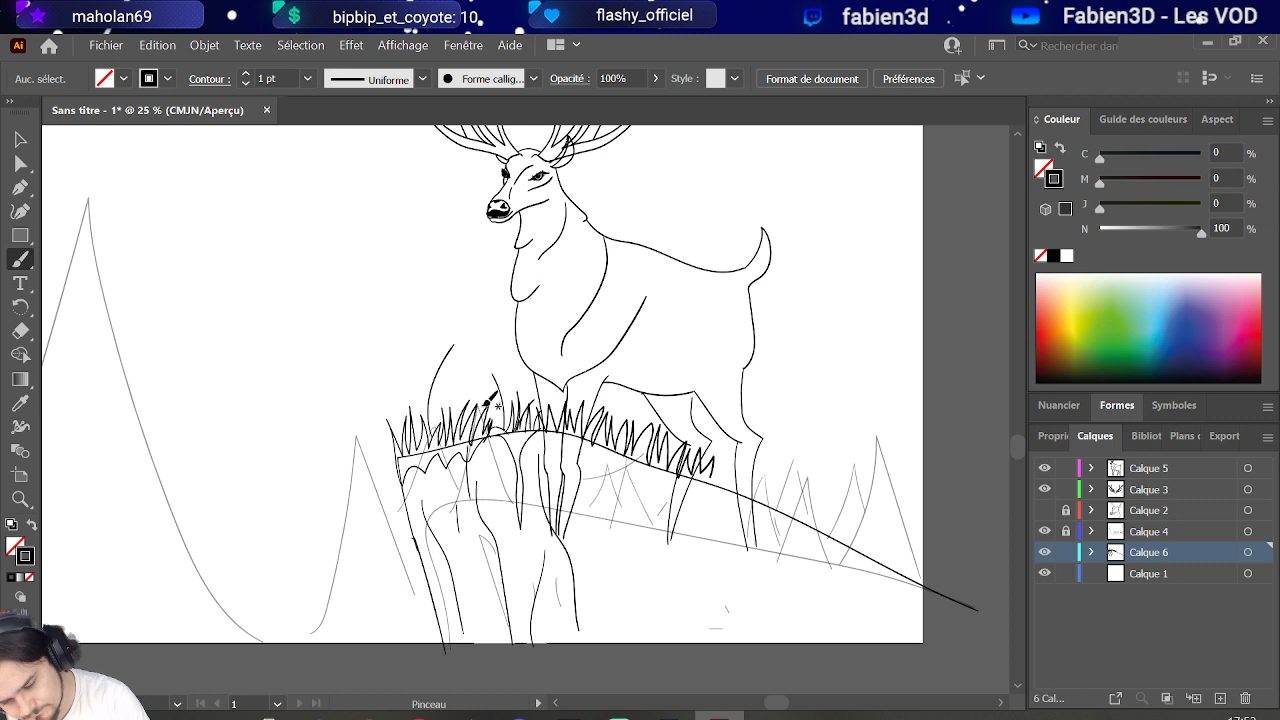 maholan69
bipbip_et_coyote: 10
flashy_officiel
fabien3d
Fabien3D - Les VOD
Ai Fichier Edition Objet Texte Sélection Effet Affichage Fenêtre Aide
Rechercher dan
Auc. sélect. Contour : 1 pt Uniforme Forme callig... Opacité : 100% Style : Format de document Préférences
Sans titre - 1* @ 25 % (CMJN/Aperçu)
Couleur Guide des couleurs Aspect
C 0 %
M 0 %
J 0 %
N 100 %
Nuancier Formes Symboles
Propri Calques Bibliot Plans d Export
Calque 5
Calque 3
Calque 2
Calque 4
Calque 6
Calque 1
1 Pinceau
6 Cal...